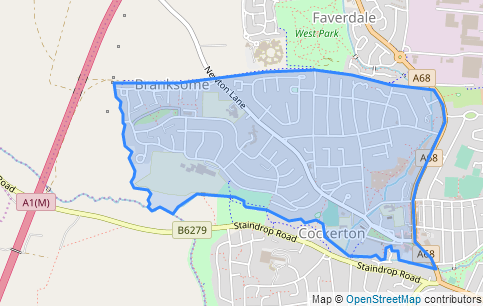 Faverdale
West Park
A68
Branksome
Newton Lane
A68
Road
A1(M)
B6279
Staindrop Road
Cockerton
A68
Staindrop Road
Map © OpenStreetMap contributors